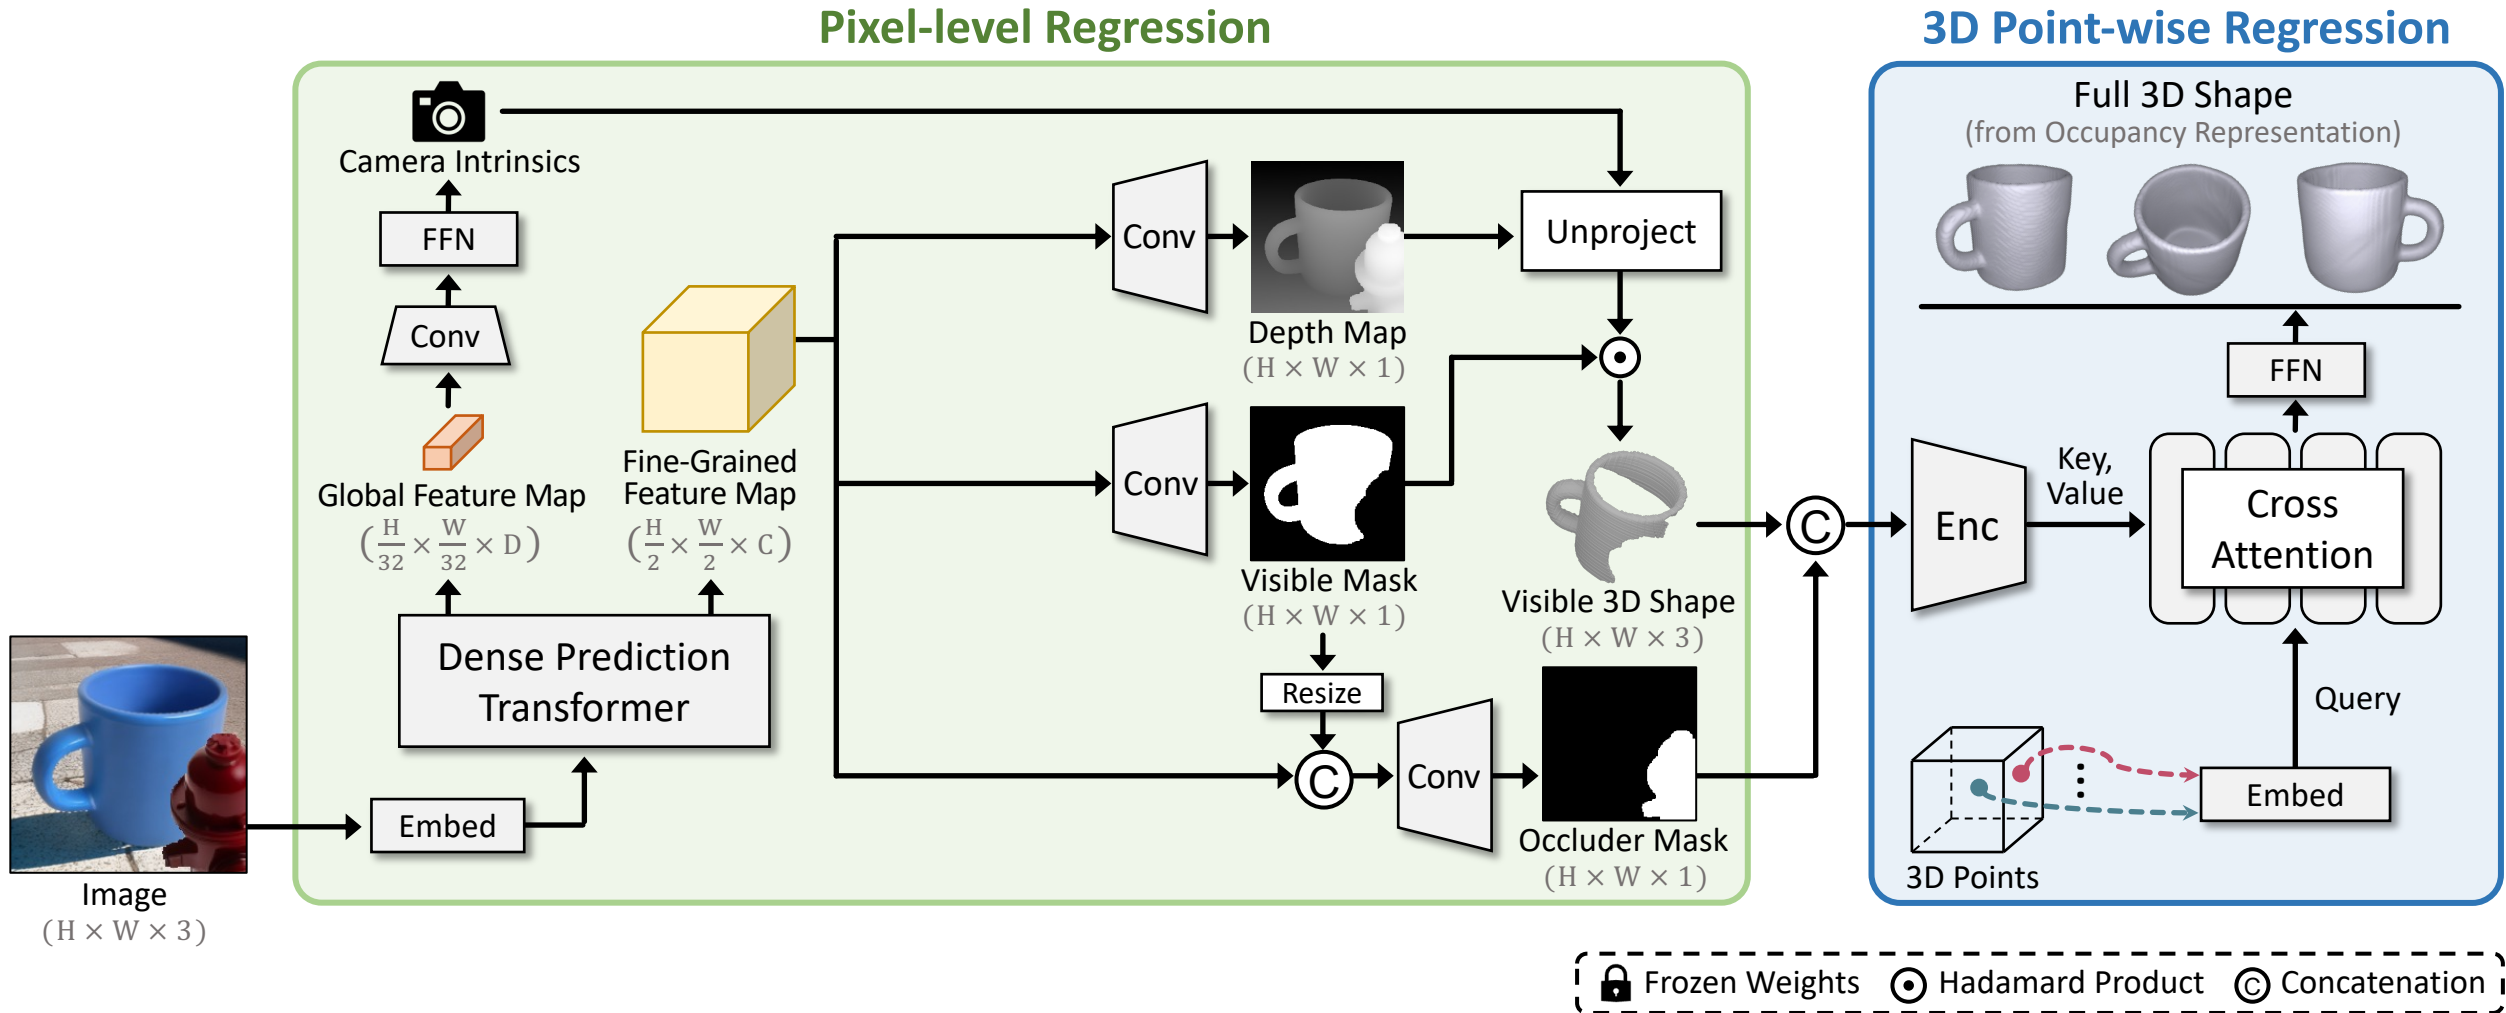 Pixel-level Regression
3D Point-wise Regression
Camera Intrinsics
FFN
Conv
Global Feature Map
(H/32 × W/32 × D)
Fine-Grained
Feature Map
(H/2 × W/2 × C)
Dense Prediction
Transformer
Embed
Image
(H × W × 3)
Conv
Depth Map
(H × W × 1)
Unproject
Conv
Visible Mask
(H × W × 1)
Resize
C
Conv
Visible 3D Shape
(H × W × 3)
Occluder Mask
(H × W × 1)
C
Full 3D Shape
(from Occupancy Representation)
FFN
Enc
Key,
Value
Cross
Attention
Query
Embed
3D Points
Frozen Weights
Hadamard Product
C Concatenation